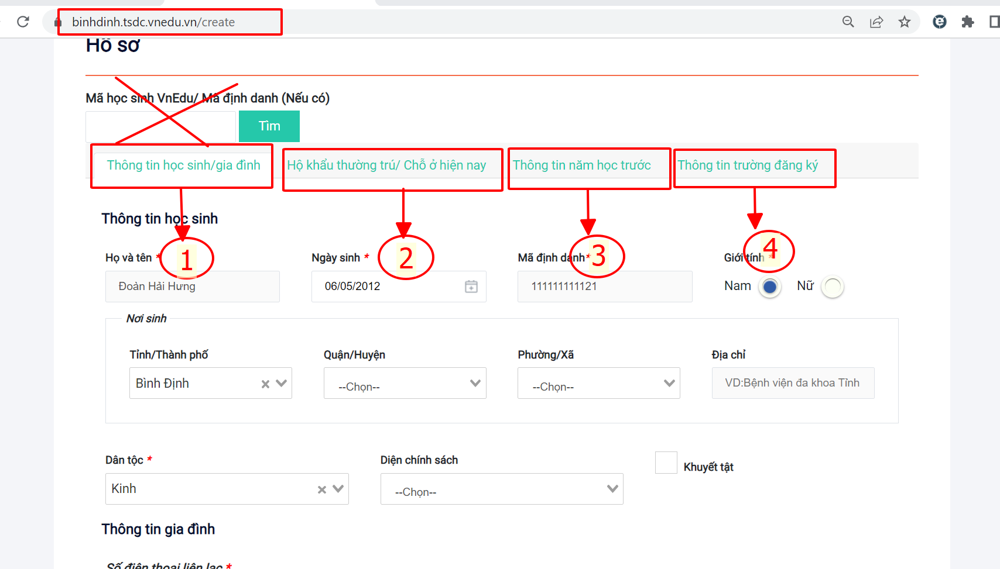 binhdinh.tsdc.vnedu.vn/create
Hồ sơ
Mã học sinh VnEdu/ Mã định danh (Nếu có)
Tìm
Thông tin học sinh/gia đình
Hộ khẩu thường trú/ Chỗ ở hiện nay
Thông tin năm học trước
Thông tin trường đăng ký
Thông tin học sinh
1
2
3
4
Họ và tên *
Ngày sinh *
Mã định danh*
Giới tính *
Đoàn Hải Hưng
06/05/2012
111111111121
Nam
Nữ
Nơi sinh
Tỉnh/Thành phố
Quận/Huyện
Phường/Xã
Địa chỉ
Bình Định
--Chọn--
--Chọn--
VD:Bệnh viện đa khoa Tỉnh
Dân tộc *
Diện chính sách
Khuyết tật
Kinh
--Chọn--
Thông tin gia đình
Số điện thoại liên lạc *